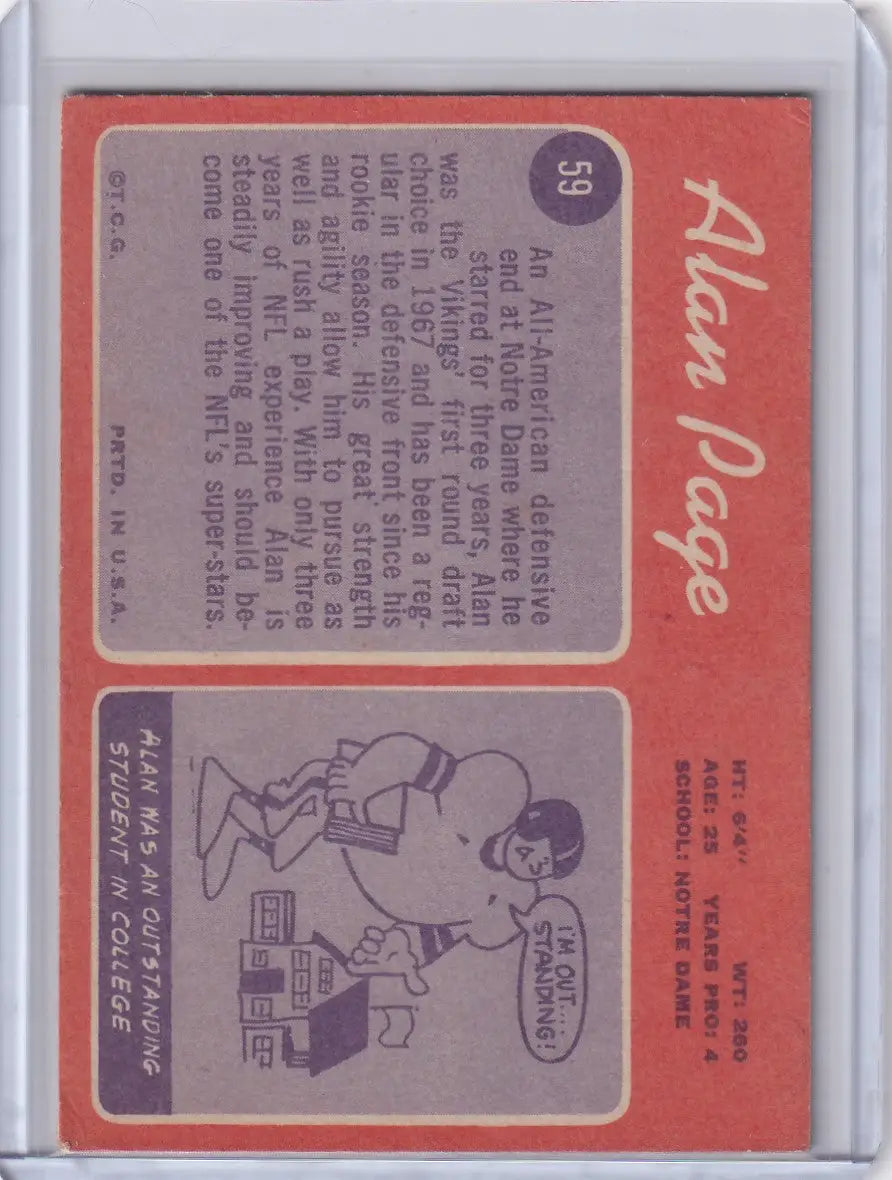 Alan Page
HT: 6'4" WT: 260
AGE: 25 YEARS PRO: 4
SCHOOL: NOTRE DAME
59
An All-American defensive
end at Notre Dame where he
starred for three years, Alan
was the Vikings' first round draft
choice in 1967 and has been a reg-
ular in the defensive front since his
rookie season. His great strength
and agility allow him to pursue as
well as rush a play. With only three
years of NFL experience Alan is
steadily improving and should be-
come one of the NFL's super-stars.
©T.C.G. PRTD. IN U.S.A.
I'M OUT...
STANDING!
ALAN WAS AN OUTSTANDING
STUDENT IN COLLEGE